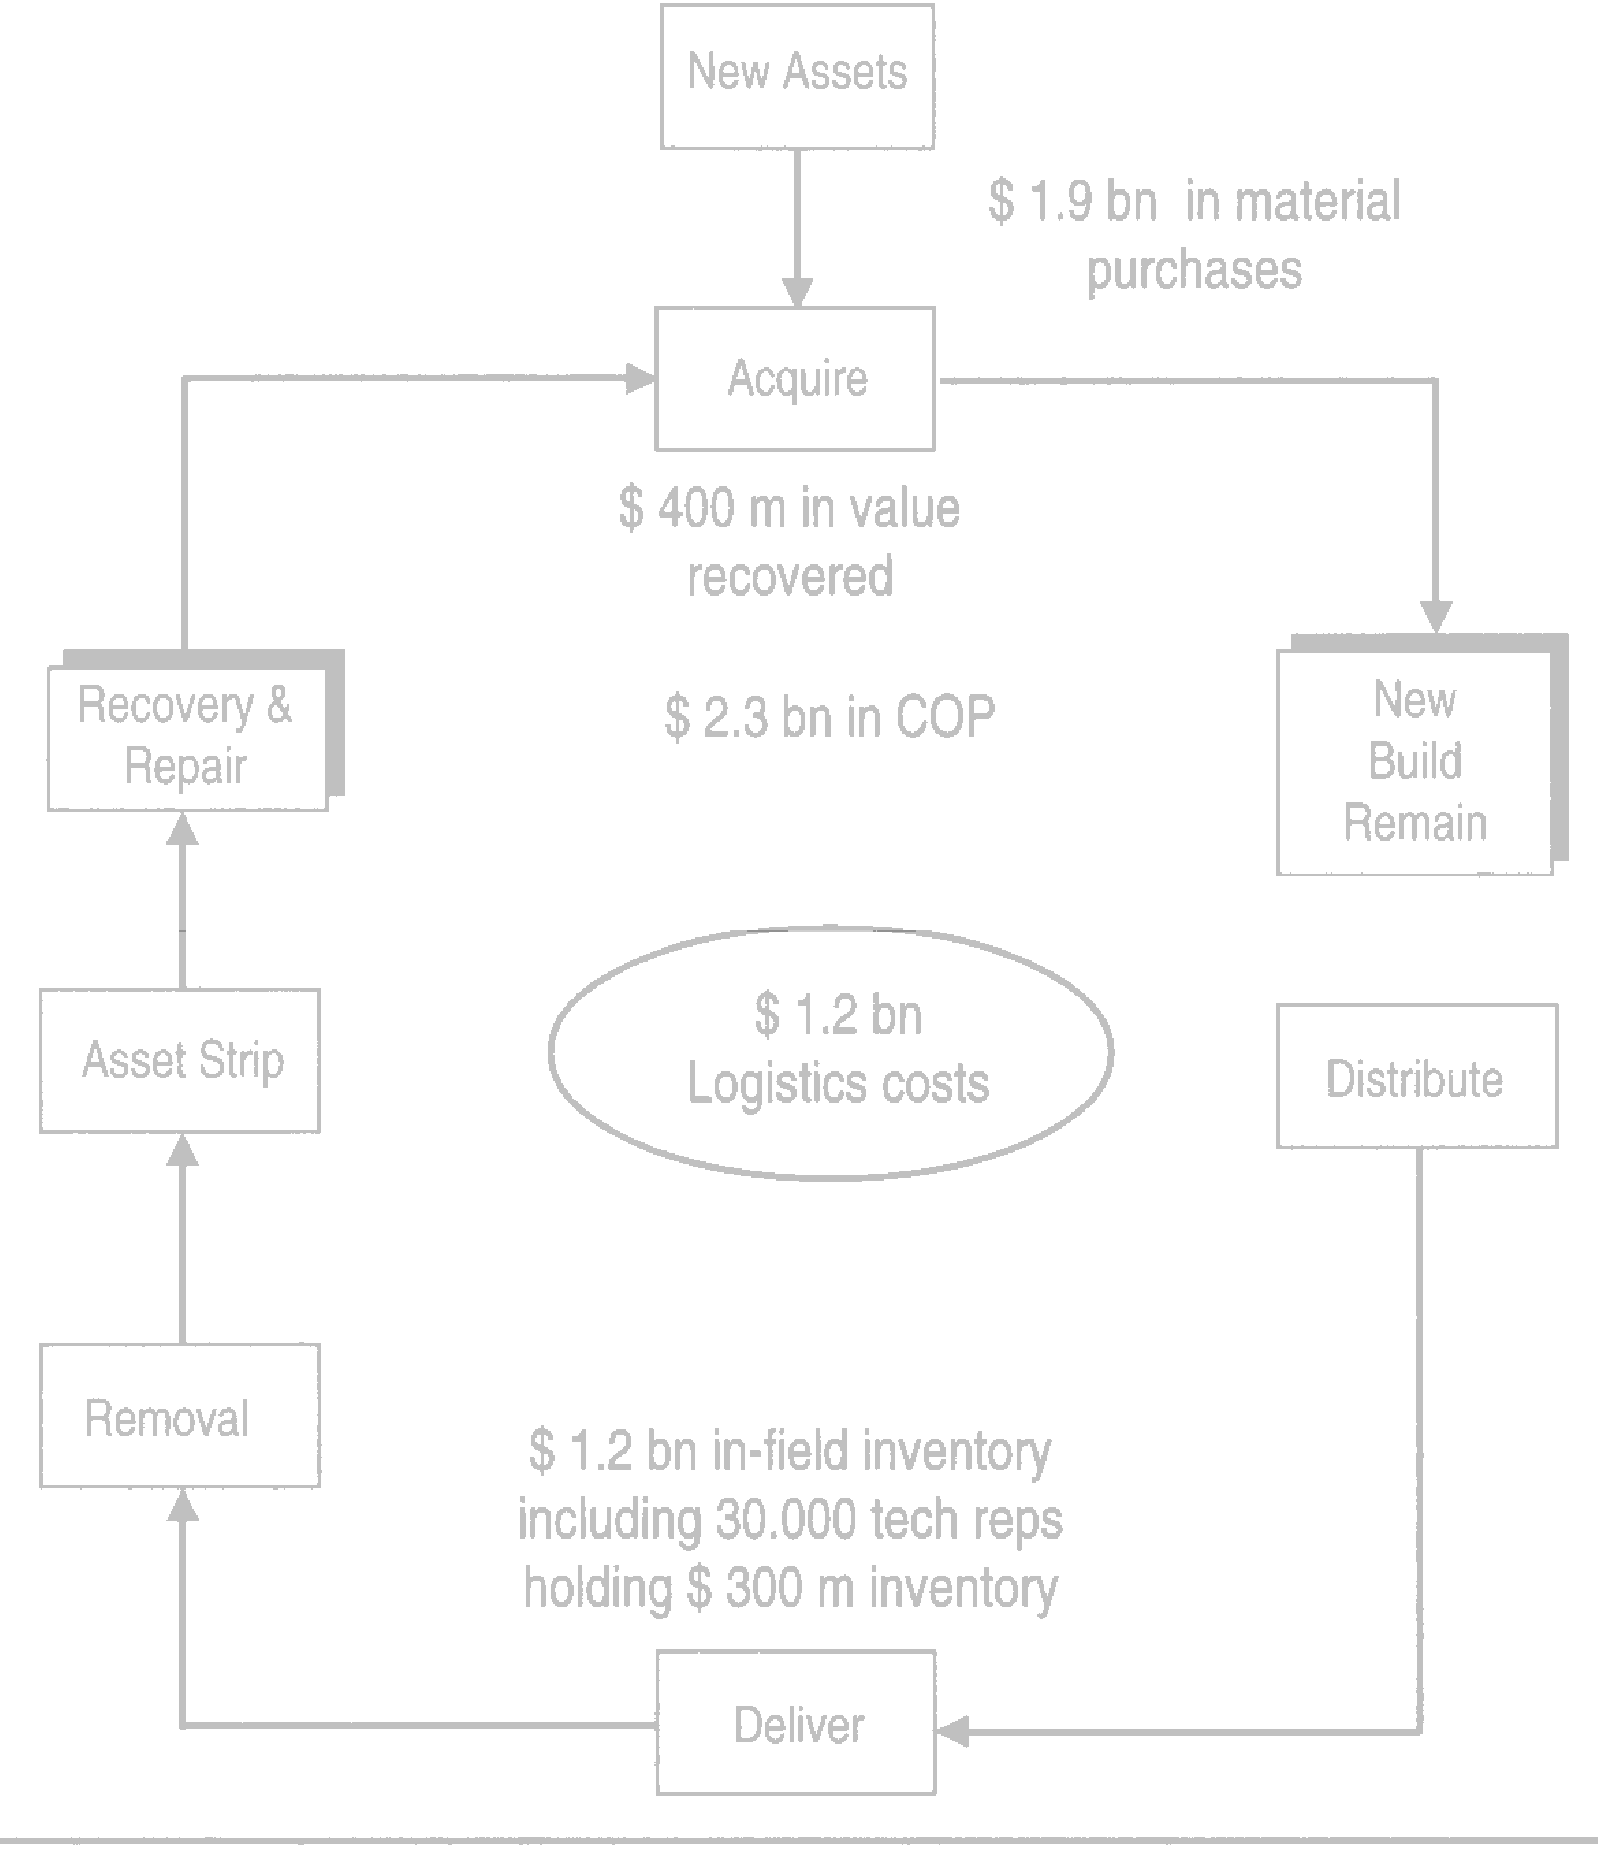 New Assets
$ 1.9 bn in material
purchases
Acquire
$ 400 m in value
recovered
Recovery &
Repair
$ 2.3 bn in COP
New
Build
Remain
$ 1.2 bn
Logistics costs
Asset Strip
Distribute
Removal
$ 1.2 bn in-field inventory
including 30.000 tech reps
holding $ 300 m inventory
Deliver